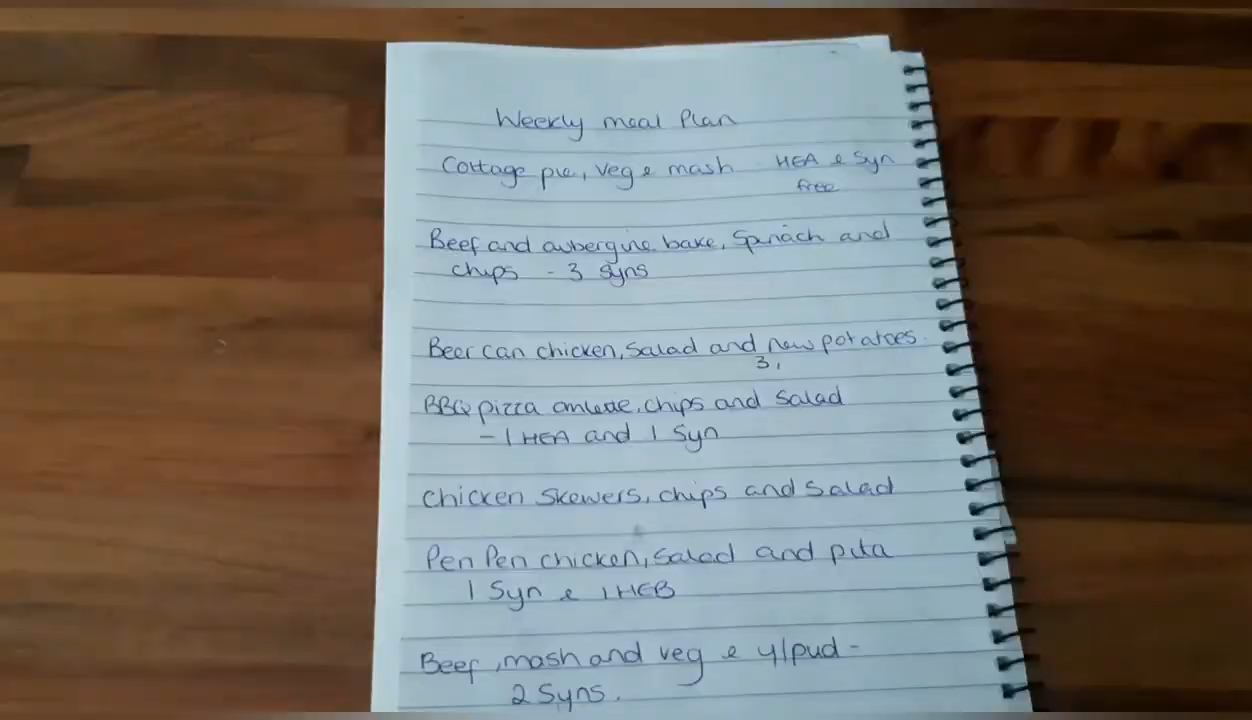 Weekly meal Plan
Cottage pie, veg & mash HEA & Syn
free
Beef and aubergine bake, Spinach and
chips - 3 Syns
Beer can chicken, Salad and new potatoes.
3,
BBQ pizza omlette, chips and Salad
- 1 HEA and 1 Syn
Chicken Skewers, chips and Salad
Pen Pen chicken, Salad and pita
1 Syn & 1 HEB
Beef, mash and veg & y/pud -
2 Syns.